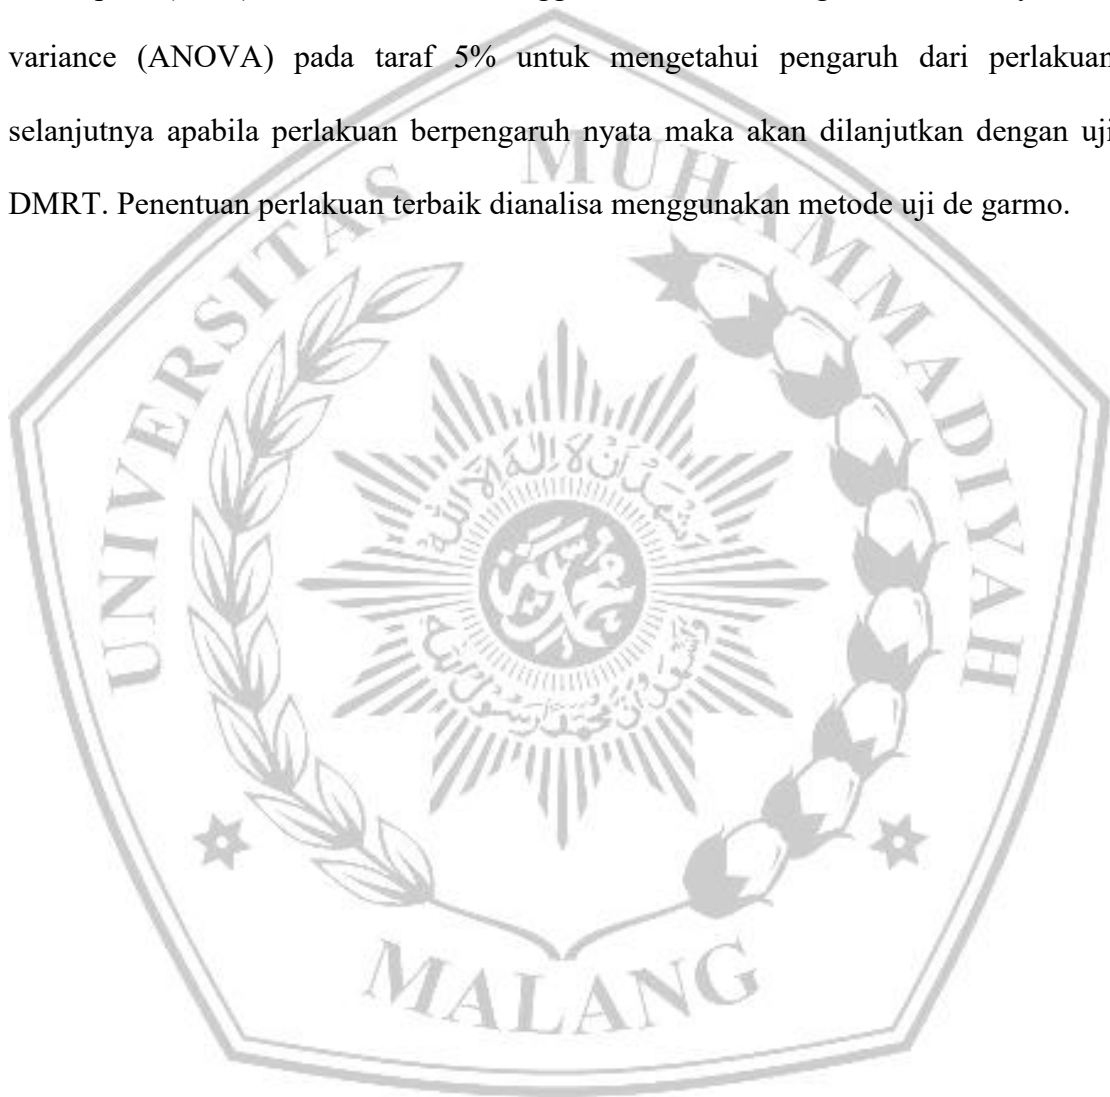 variance (ANOVA) pada taraf 5% untuk mengetahui pengaruh dari perlakuan
selanjutnya apabila perlakuan berpengaruh nyata maka akan dilanjutkan dengan uji
DMRT. Penentuan perlakuan terbaik dianalisa menggunakan metode uji de garmo.
UNIVERSITAS MUHAMMADIYAH
MALANG